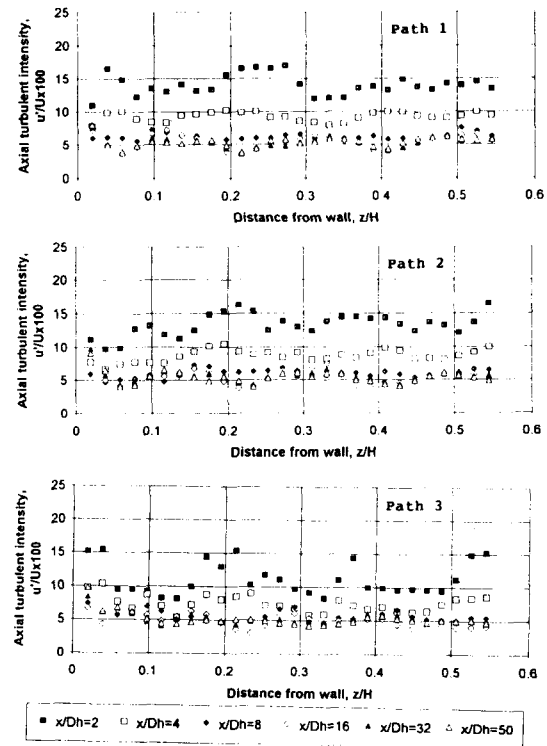 Path 1
Axial turbulent intensity,
u'/Ux100
25
20
15
10
5
0
0 0.1 0.2 0.3 0.4 0.5 0.6
Distance from wall, z/H
Path 2
Axial turbulent intensity,
u'/Ux100
25
20
15
10
5
0
0 0.1 0.2 0.3 0.4 0.5 0.6
Distance from wall, z/H
Path 3
Axial turbulent intensity,
u'/Ux100
25
20
15
10
5
0
0 0.1 0.2 0.3 0.4 0.5 0.6
Distance from wall, z/H
x/Dh=2 x/Dh=4 x/Dh=8 x/Dh=16 x/Dh=32 x/Dh=50